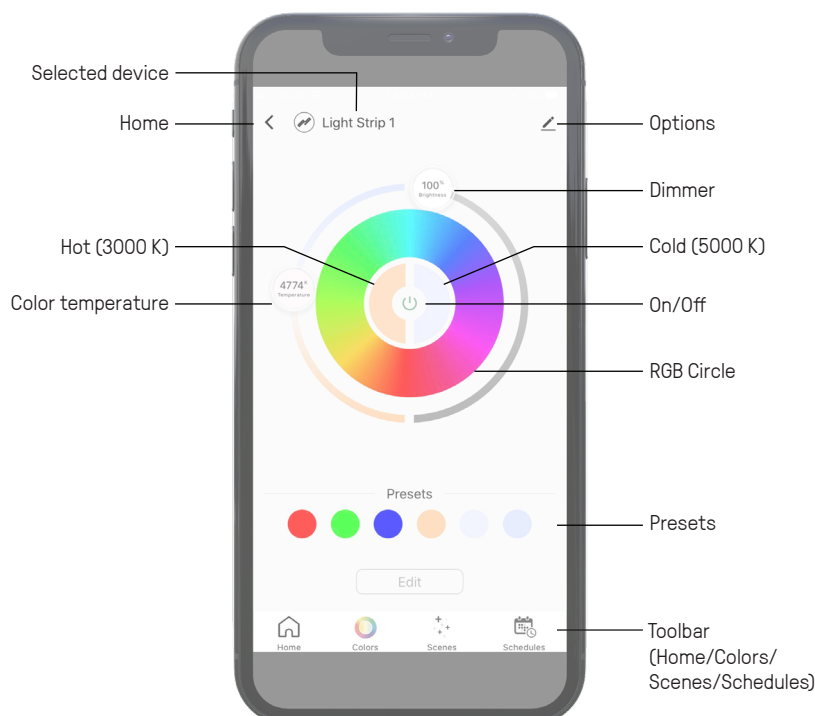 Selected device
Home
Light Strip 1
Options
100%
Brightness
Dimmer
Hot (3000 K)
Cold (5000 K)
4774°
Temperature
Color temperature
On/Off
RGB Circle
Presets
Presets
Edit
Home
Colors
Scenes
Schedules
Toolbar
(Home/Colors/
Scenes/Schedules)